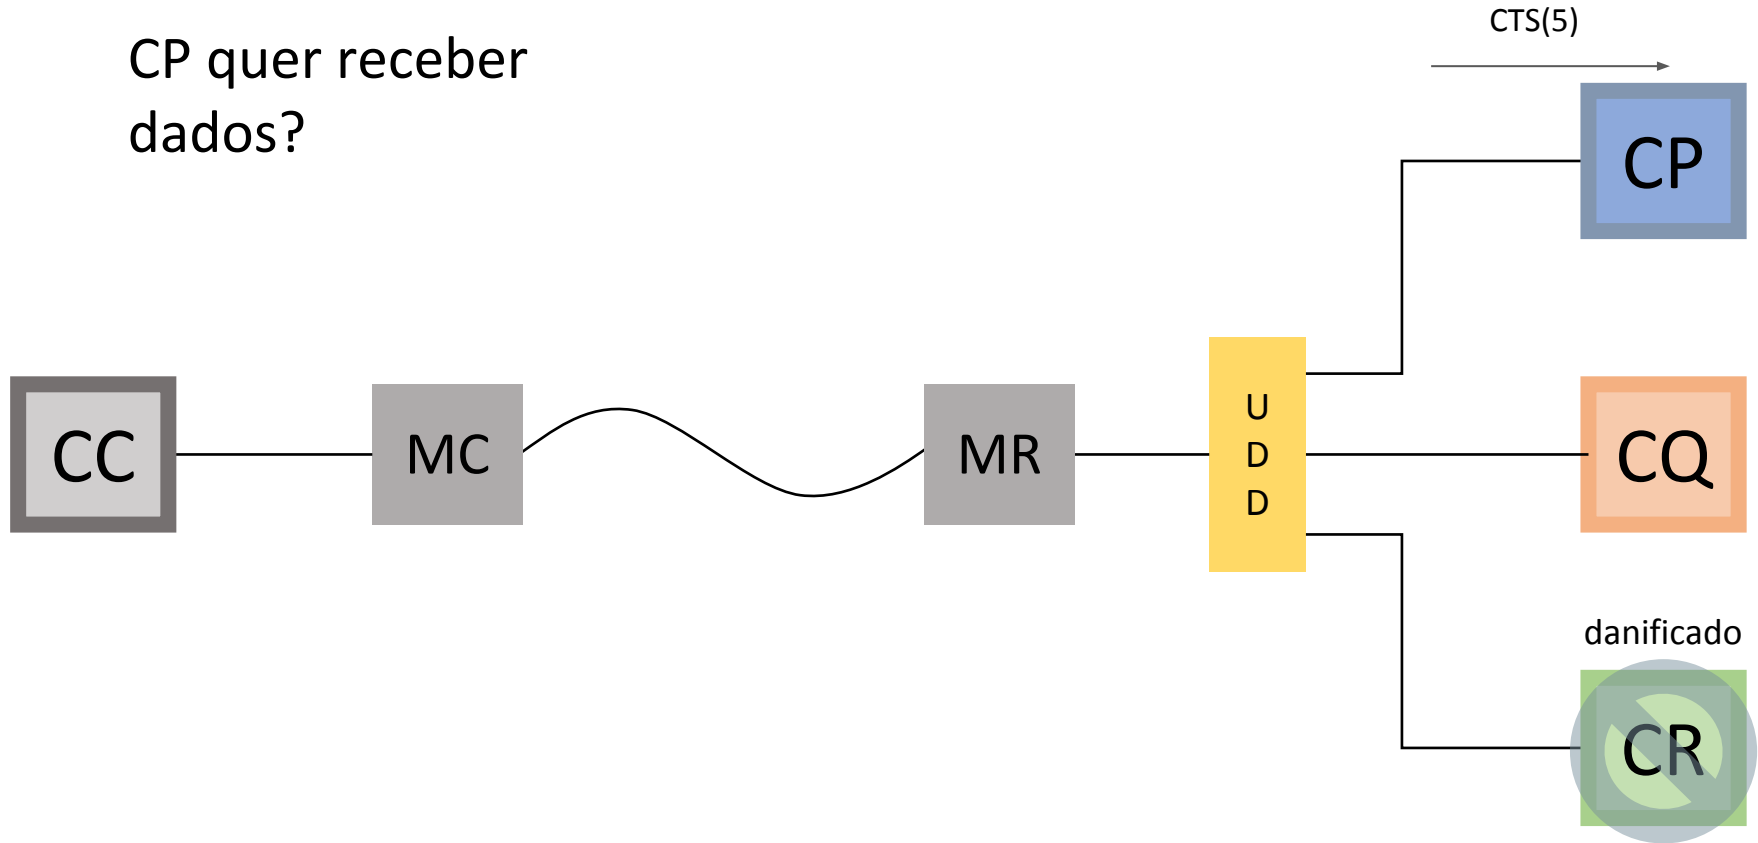 CP quer receber
dados?
CTS(5)
CP
CC
MC
MR
U
D
D
CQ
danificado
CR